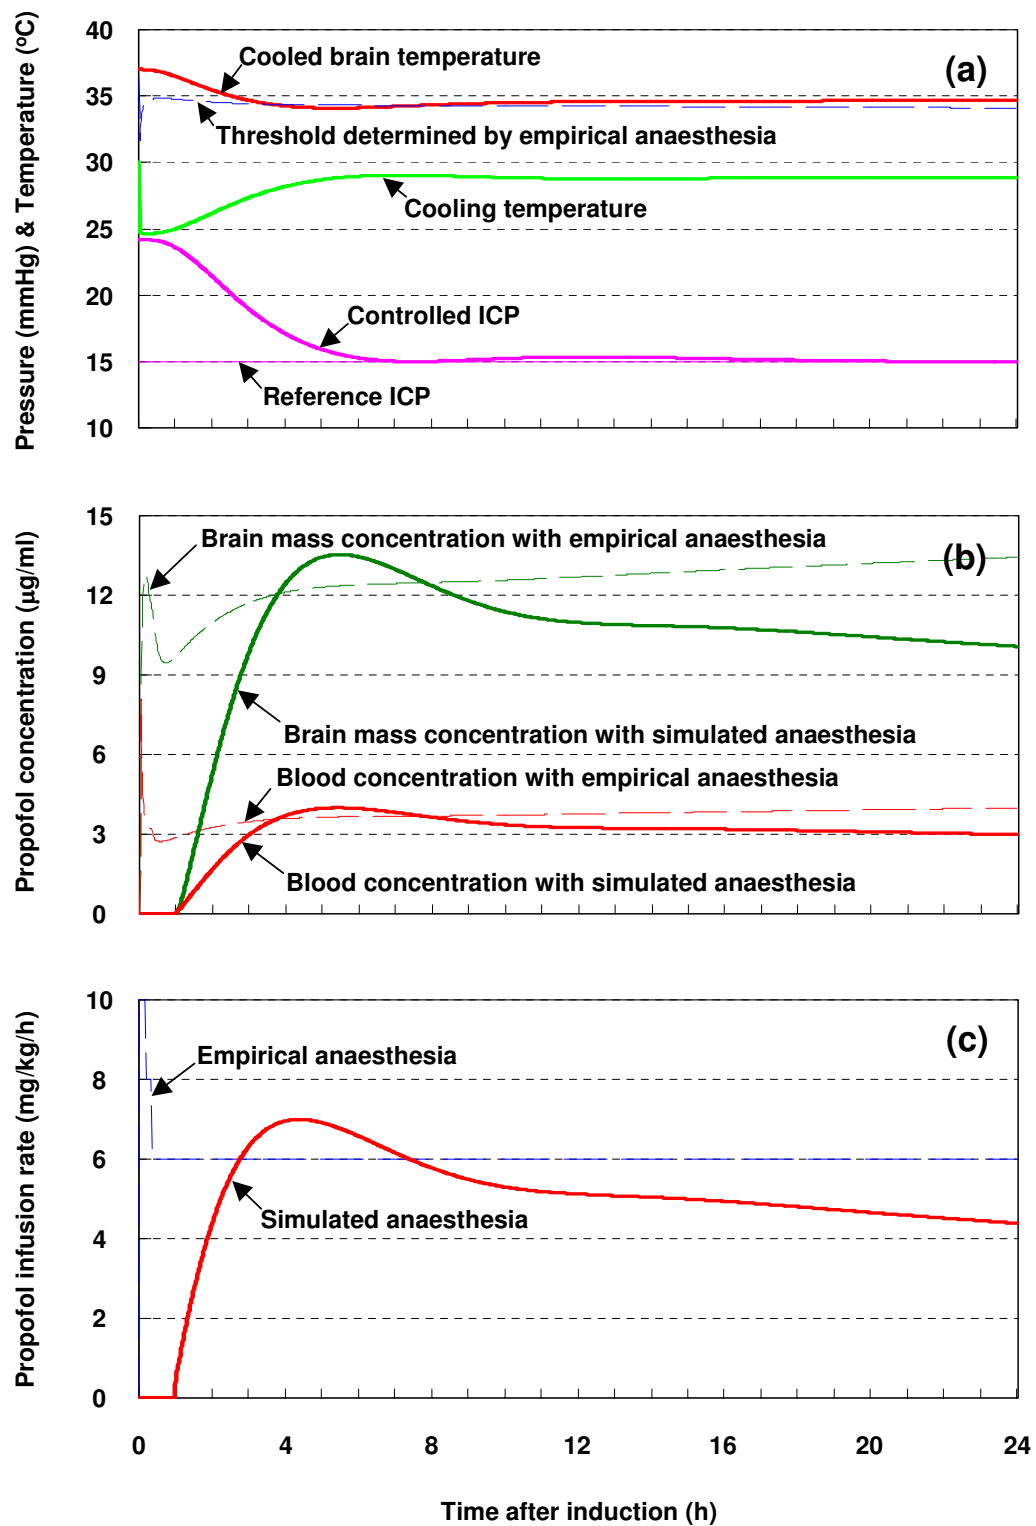 Pressure (mmHg) & Temperature (ºC)
40
35
30
25
20
15
10
(a)
Cooled brain temperature
Threshold determined by empirical anaesthesia
Cooling temperature
Controlled ICP
Reference ICP
Propofol concentration (µg/ml)
15
12
9
6
3
0
(b)
Brain mass concentration with empirical anaesthesia
Brain mass concentration with simulated anaesthesia
Blood concentration with empirical anaesthesia
Blood concentration with simulated anaesthesia
Propofol infusion rate (mg/kg/h)
10
8
6
4
2
0
(c)
Empirical anaesthesia
Simulated anaesthesia
0 4 8 12 16 20 24
Time after induction (h)